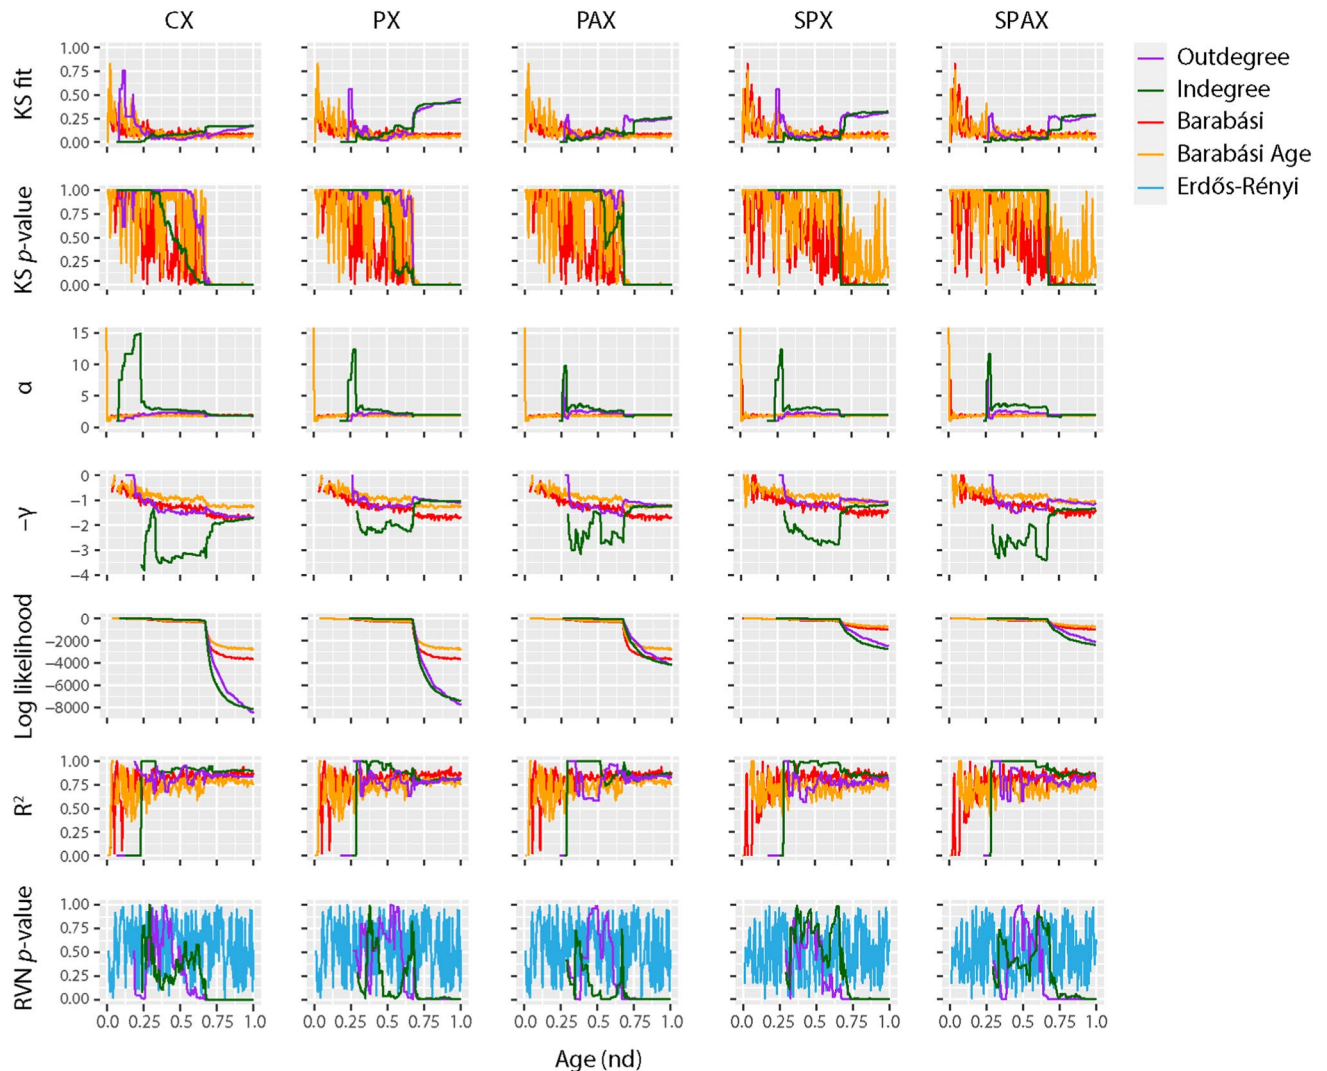 CX PX PAX SPX SPAX
KS fit
1.00
0.75
0.50
0.25
0.00
Outdegree
Indegree
Barabási
Barabási Age
Erdős-Rényi
KS p-value
1.00
0.75
0.50
0.25
0.00
α
15
10
5
0
−γ
0
−1
−2
−3
−4
Log likelihood
0
−2000
−4000
−6000
−8000
R²
1.00
0.75
0.50
0.25
0.00
RVN p-value
1.00
0.75
0.50
0.25
0.00
0.0 0.25 0.5 0.75 1.0 0.0 0.25 0.5 0.75 1.0 0.0 0.25 0.5 0.75 1.0 0.0 0.25 0.5 0.75 1.0 0.0 0.25 0.5 0.75 1.0
Age (nd)